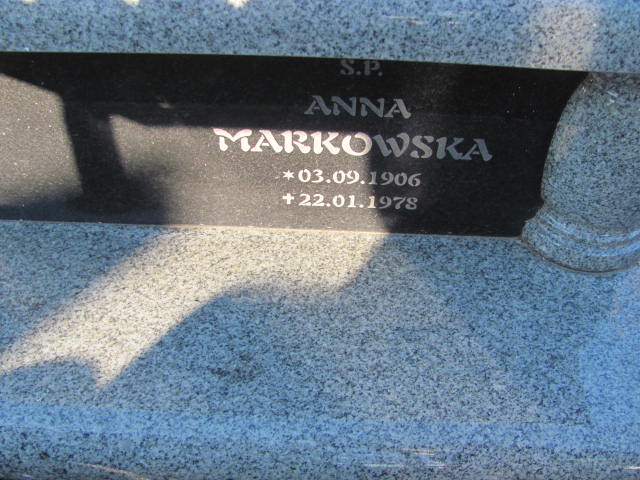 S.P.
ANNA
MARKOWSKA
*03.09.1906
✝22.01.1978